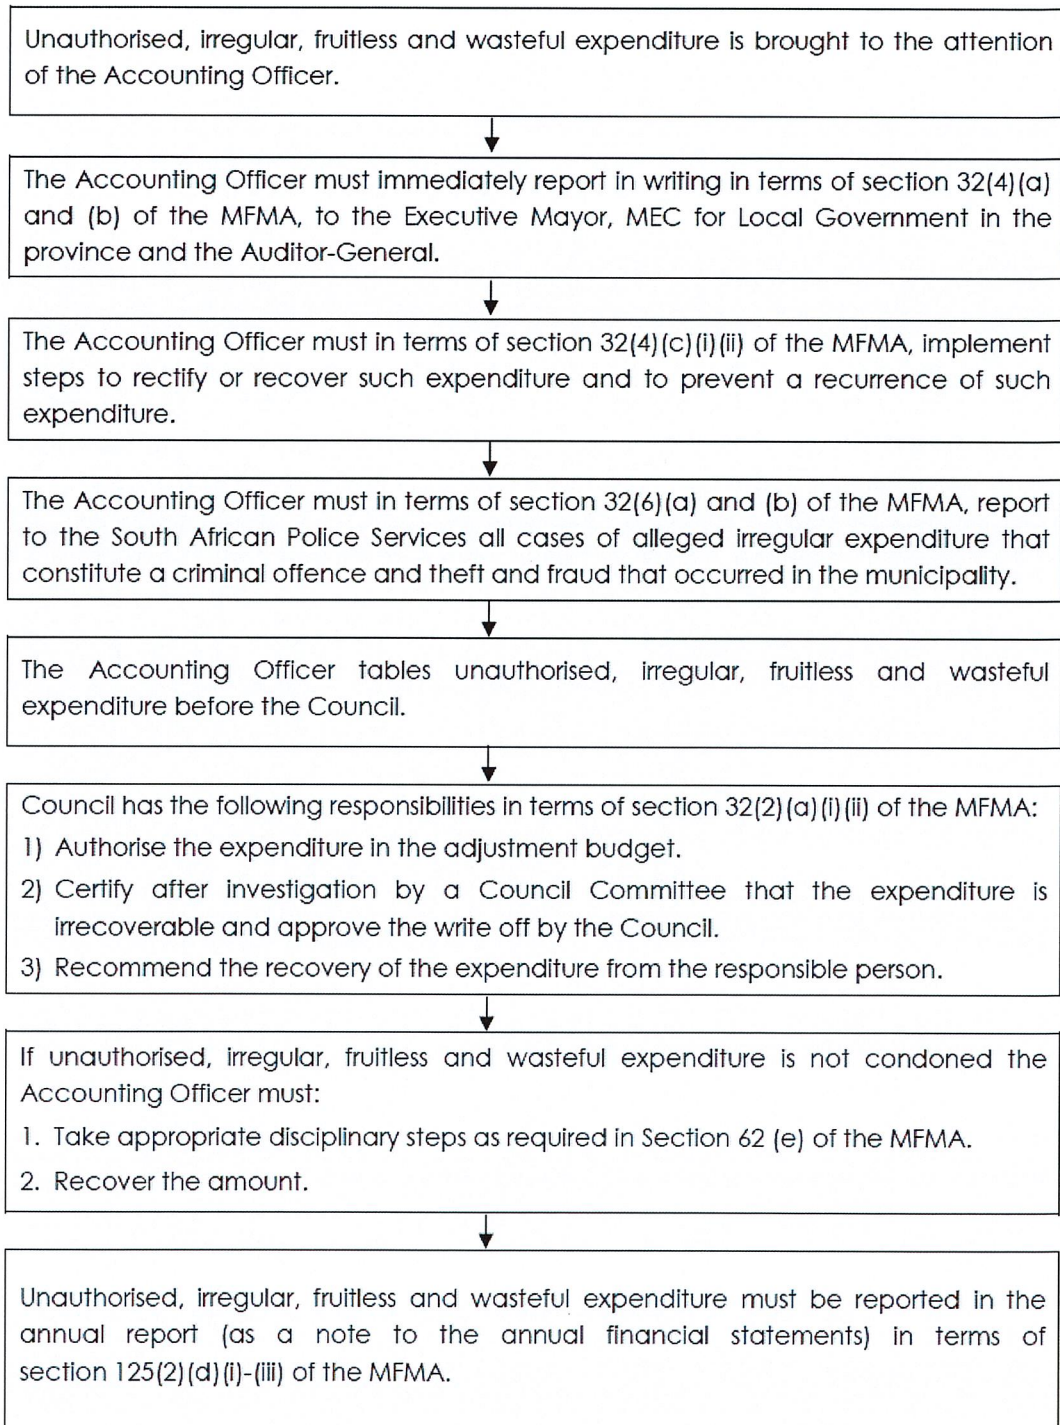 Unauthorised, irregular, fruitless and wasteful expenditure is brought to the attention
of the Accounting Officer.
The Accounting Officer must immediately report in writing in terms of section 32(4)(a)
and (b) of the MFMA, to the Executive Mayor, MEC for Local Government in the
province and the Auditor-General.
The Accounting Officer must in terms of section 32(4)(c)(i)(ii) of the MFMA, implement
steps to rectify or recover such expenditure and to prevent a recurrence of such
expenditure.
The Accounting Officer must in terms of section 32(6)(a) and (b) of the MFMA, report
to the South African Police Services all cases of alleged irregular expenditure that
constitute a criminal offence and theft and fraud that occurred in the municipality.
The Accounting Officer tables unauthorised, irregular, fruitless and wasteful
expenditure before the Council.
Council has the following responsibilities in terms of section 32(2)(a)(i)(ii) of the MFMA:
1) Authorise the expenditure in the adjustment budget.
2) Certify after investigation by a Council Committee that the expenditure is
irrecoverable and approve the write off by the Council.
3) Recommend the recovery of the expenditure from the responsible person.
If unauthorised, irregular, fruitless and wasteful expenditure is not condoned the
Accounting Officer must:
1. Take appropriate disciplinary steps as required in Section 62 (e) of the MFMA.
2. Recover the amount.
Unauthorised, irregular, fruitless and wasteful expenditure must be reported in the
annual report (as a note to the annual financial statements) in terms of
section 125(2)(d)(i)-(iii) of the MFMA.